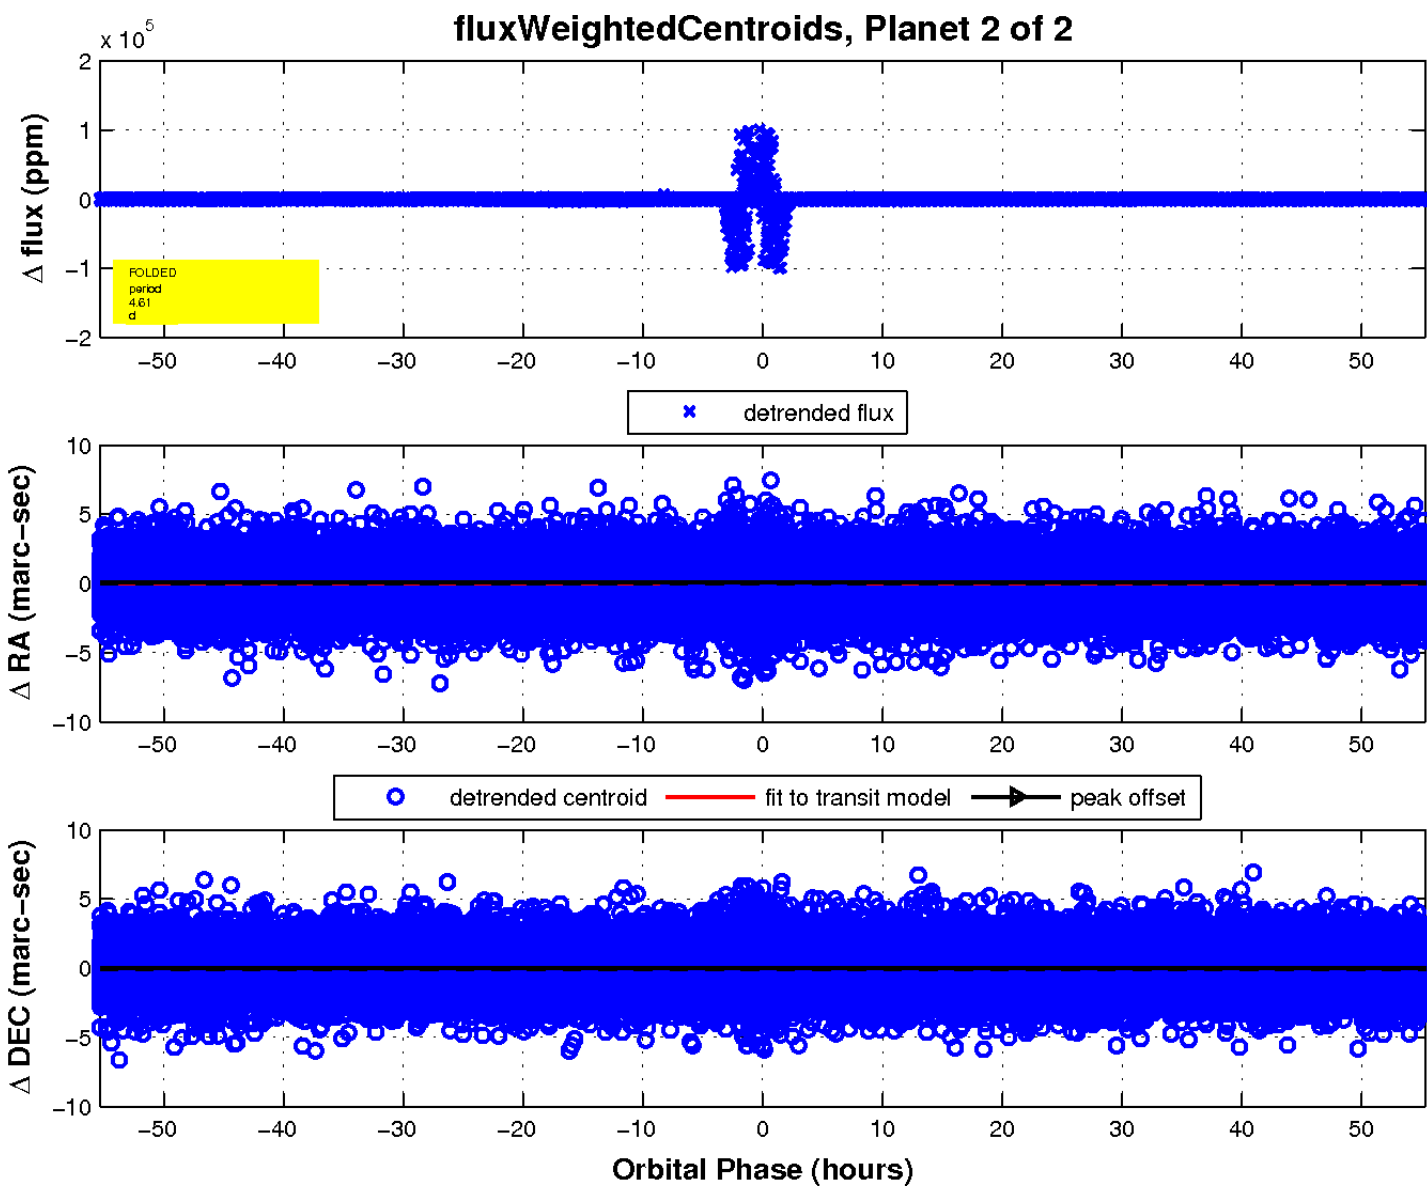 fluxWeightedCentroids, Planet 2 of 2
x 10^5
Δ flux (ppm)
2
1
0
−1
−2
FOLDED
period
4.61
d
−50 −40 −30 −20 −10 0 10 20 30 40 50
detrended flux
Δ RA (marc−sec)
10
5
0
−5
−10
−50 −40 −30 −20 −10 0 10 20 30 40 50
detrended centroid fit to transit model peak offset
Δ DEC (marc−sec)
10
5
0
−5
−10
−50 −40 −30 −20 −10 0 10 20 30 40 50
Orbital Phase (hours)